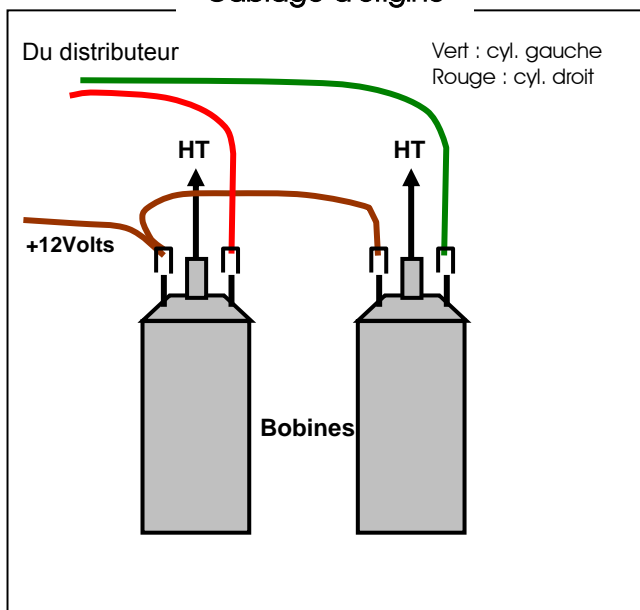 Du distributeur
Vert : cyl. gauche
Rouge : cyl. droit
HT
HT
+12Volts
Bobines